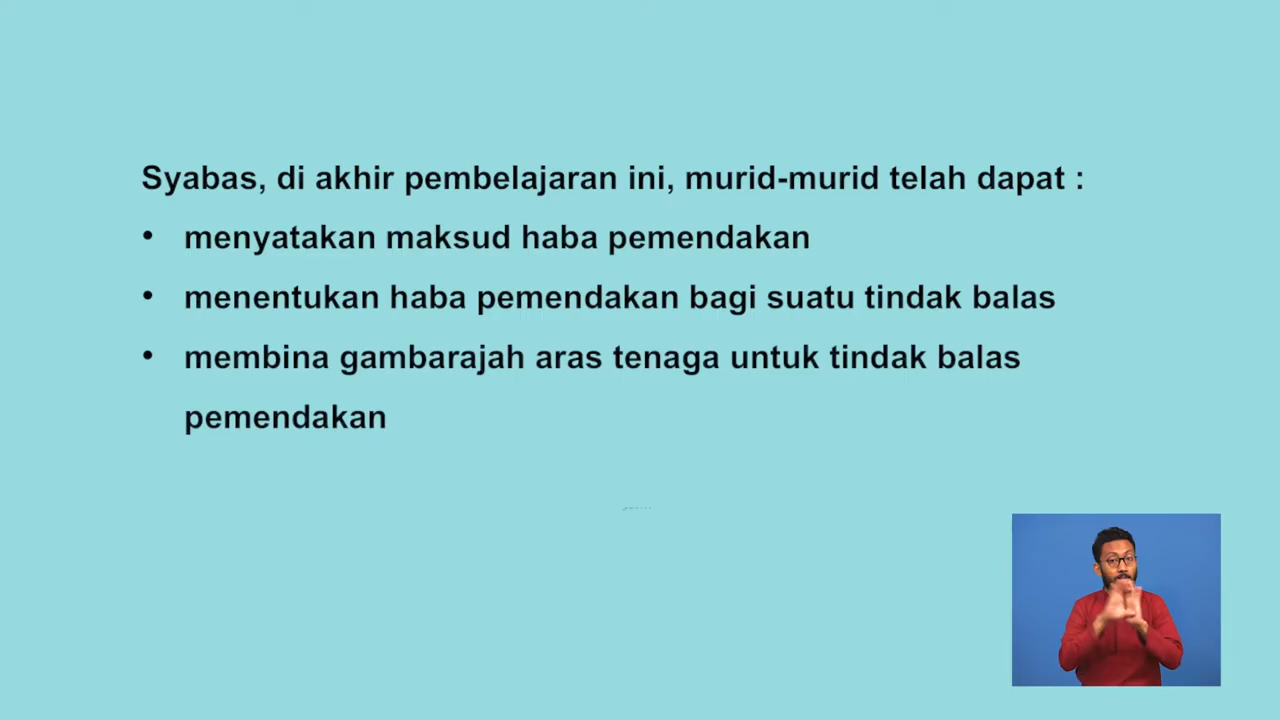 Syabas, di akhir pembelajaran ini, murid-murid telah dapat :
• menyatakan maksud haba pemendakan
• menentukan haba pemendakan bagi suatu tindak balas
• membina gambarajah aras tenaga untuk tindak balas
pemendakan